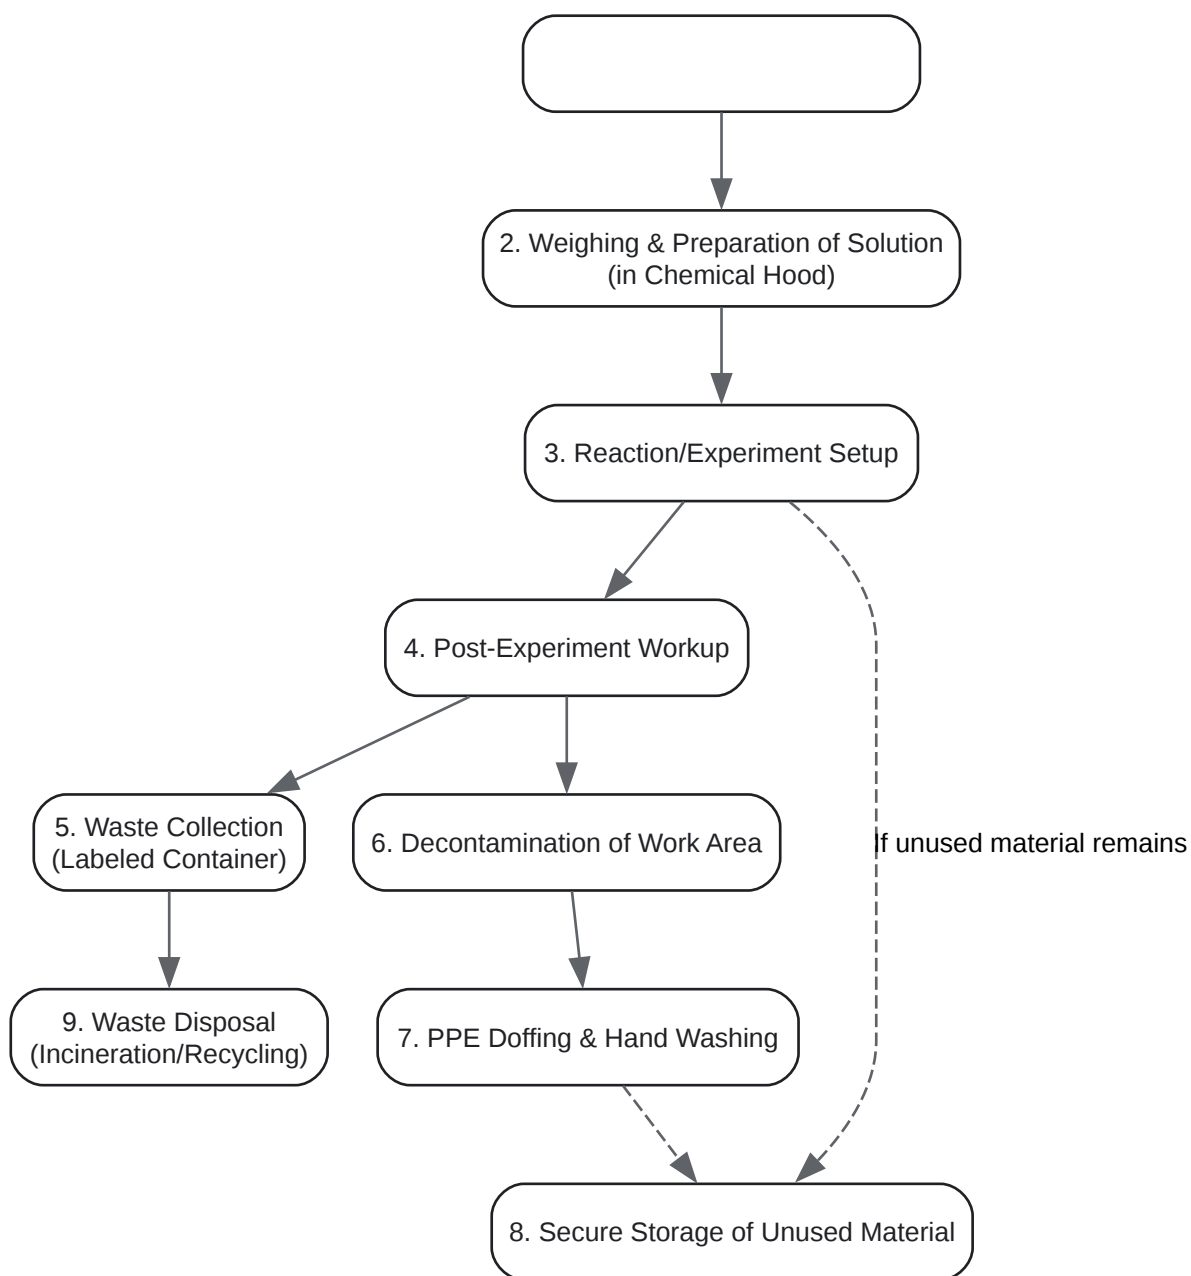 2. Weighing & Preparation of Solution
(in Chemical Hood)
3. Reaction/Experiment Setup
4. Post-Experiment Workup
5. Waste Collection
(Labeled Container)
6. Decontamination of Work Area
If unused material remains
9. Waste Disposal
(Incineration/Recycling)
7. PPE Doffing & Hand Washing
8. Secure Storage of Unused Material